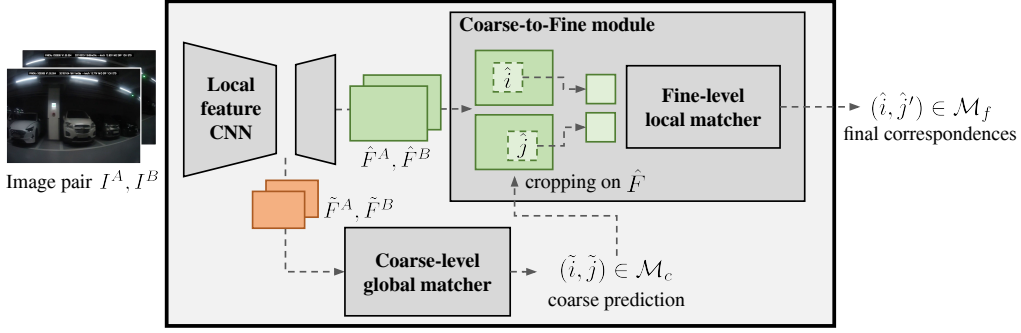 Coarse-to-Fine module
Local
feature
CNN
î
ĵ
Fine-level
local matcher
(î, ĵ′) ∈ ℳ_f
final correspondences
F̂^A, F̂^B
Image pair I^A, I^B
cropping on F̂
F̃^A, F̃^B
Coarse-level
global matcher
(ĩ, j̃) ∈ ℳ_c
coarse prediction